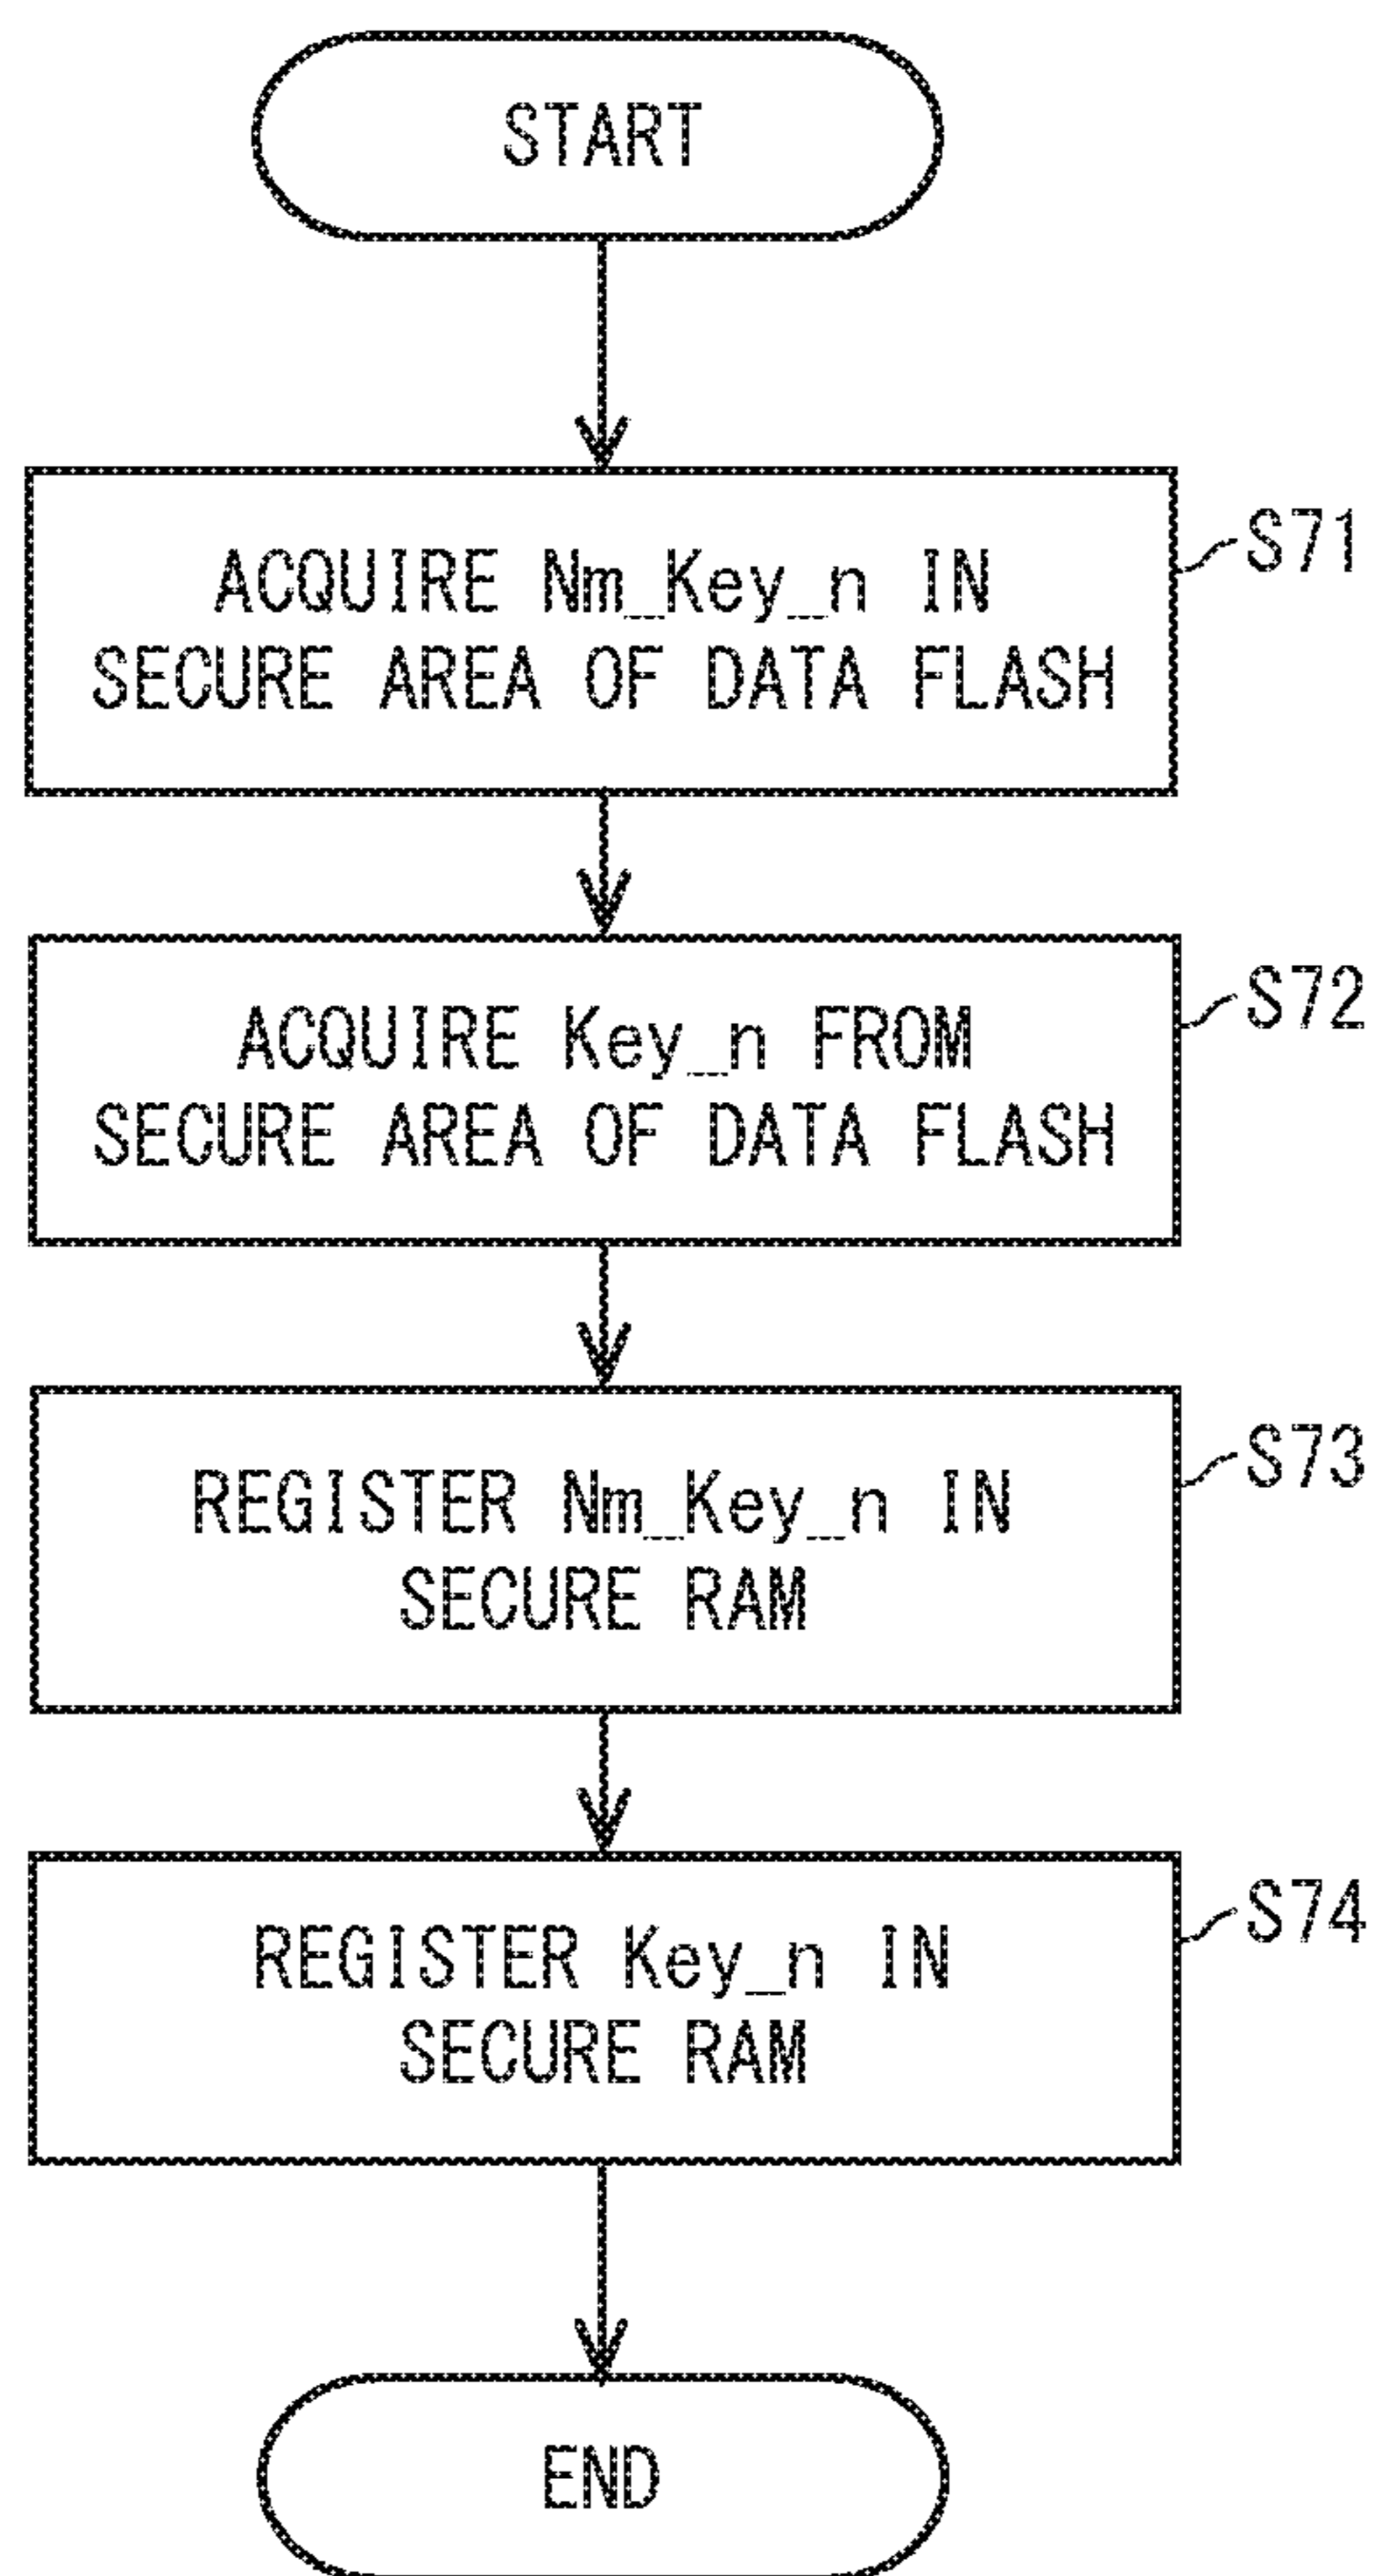 START
ACQUIRE Nm_Key_n IN
SECURE AREA OF DATA FLASH
S71
ACQUIRE Key_n FROM
SECURE AREA OF DATA FLASH
S72
REGISTER Nm_Key_n IN
SECURE RAM
S73
REGISTER Key_n IN
SECURE RAM
S74
END